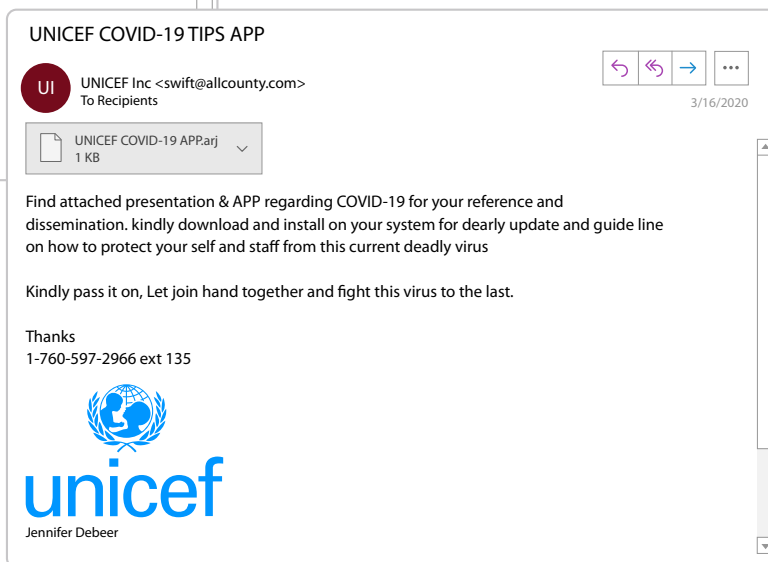 UNICEF COVID-19 TIPS APP
UI
UNICEF Inc <swift@allcounty.com>
To Recipients
3/16/2020
UNICEF COVID-19 APP.arj
1 KB
Find attached presentation & APP regarding COVID-19 for your reference and
dissemination. kindly download and install on your system for dearly update and guide line
on how to protect your self and staff from this current deadly virus
Kindly pass it on, Let join hand together and fight this virus to the last.
Thanks
1-760-597-2966 ext 135
unicef
Jennifer Debeer